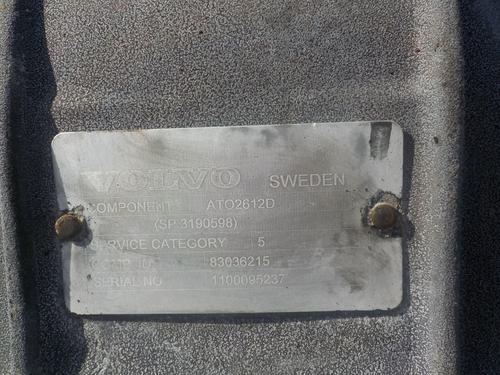 VOLVO SWEDEN
COMPONENT ATO2612D
(SP 3190598)
SERVICE CATEGORY 5
83036215
SERIAL NO 1100095237